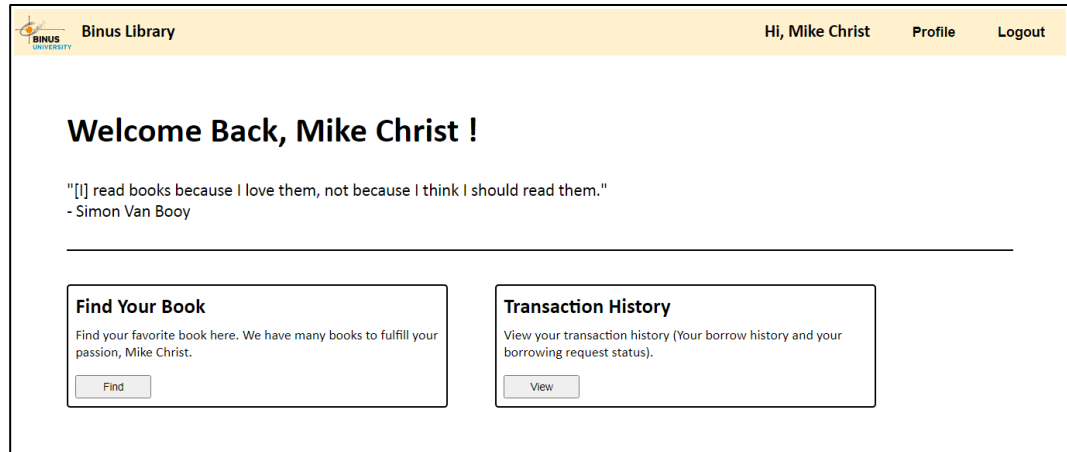 BINUS
UNIVERSITY
Binus Library
Hi, Mike Christ
Profile
Logout
Welcome Back, Mike Christ !
"[I] read books because I love them, not because I think I should read them."
- Simon Van Booy
Find Your Book
Find your favorite book here. We have many books to fulfill your
passion, Mike Christ.
Find
Transaction History
View your transaction history (Your borrow history and your
borrowing request status).
View